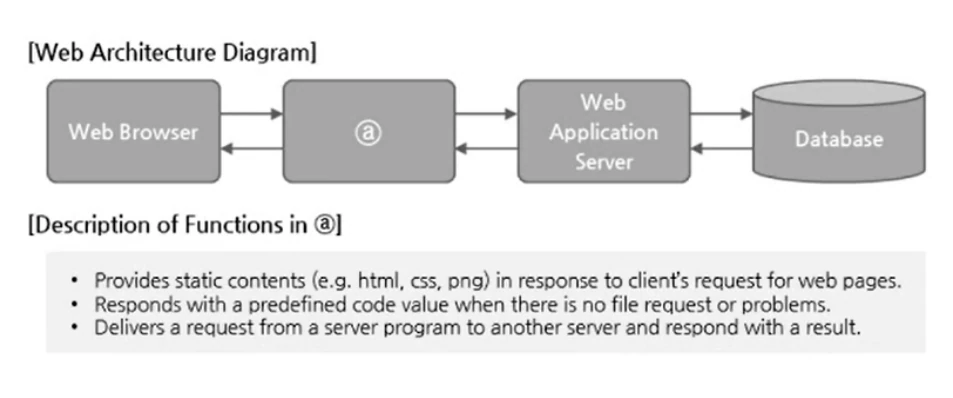 [Web Architecture Diagram]
Web Browser
ⓐ
Web
Application
Server
Database
[Description of Functions in ⓐ]
• Provides static contents (e.g. html, css, png) in response to client's request for web pages.
• Responds with a predefined code value when there is no file request or problems.
• Delivers a request from a server program to another server and respond with a result.